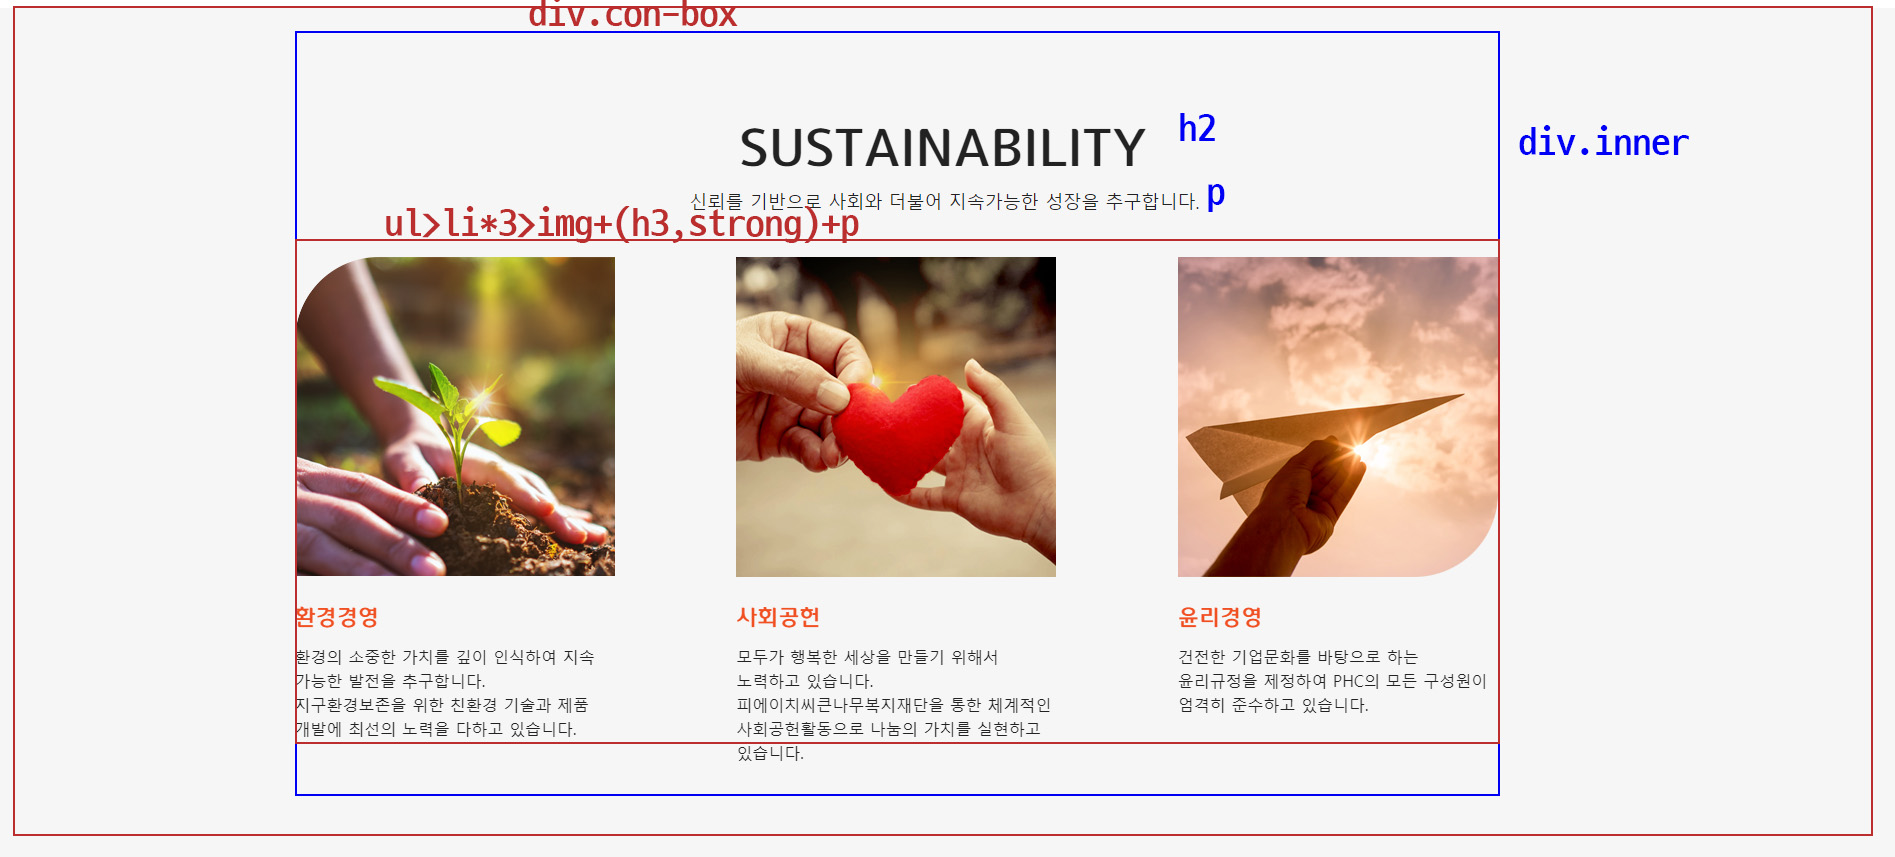 div.con-box
SUSTAINABILITY
h2
div.inner
신뢰를 기반으로 사회와 더불어 지속가능한 성장을 추구합니다.
p
ul>li*3>img+(h3,strong)+p
환경경영
환경의 소중한 가치를 깊이 인식하여 지속
가능한 발전을 추구합니다.
지구환경보존을 위한 친환경 기술과 제품
개발에 최선의 노력을 다하고 있습니다.
사회공헌
모두가 행복한 세상을 만들기 위해서
노력하고 있습니다.
피에이치씨큰나무복지재단을 통한 체계적인
사회공헌활동으로 나눔의 가치를 실현하고
있습니다.
윤리경영
건전한 기업문화를 바탕으로 하는
윤리규정을 제정하여 PHC의 모든 구성원이
엄격히 준수하고 있습니다.